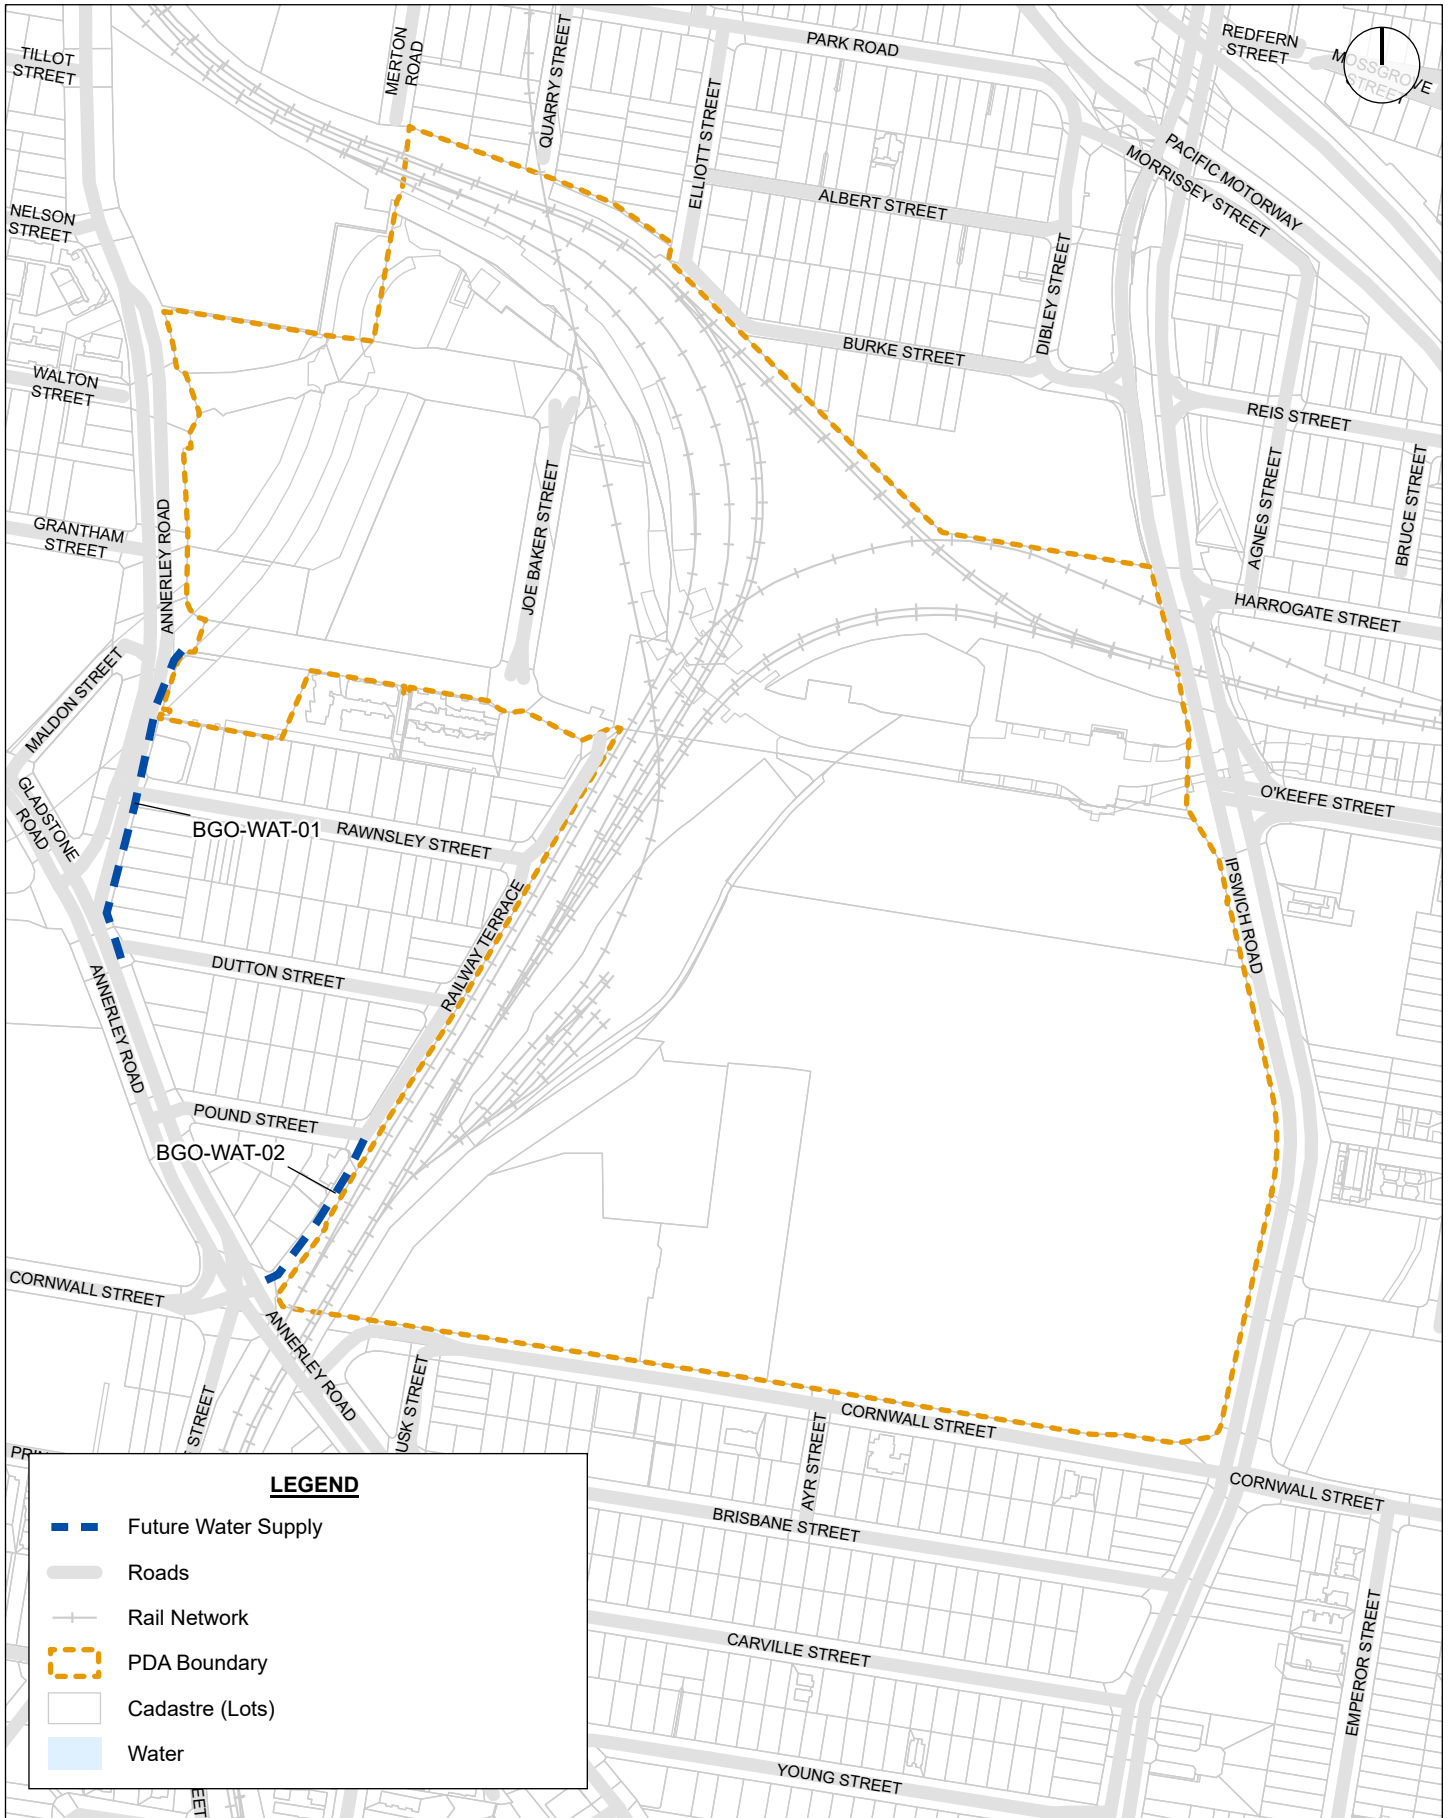 TILLOT
STREET
MERTON
ROAD
QUARRY STREET
PARK ROAD
REDFERN
STREET
MOSSGROVE
STREET
ELLIOTT STREET
PACIFIC MOTORWAY
MORRISSEY STREET
ALBERT STREET
NELSON
STREET
DIBLEY STREET
BURKE STREET
WALTON
STREET
REIS STREET
AGNES STREET
BRUCE STREET
JOE BAKER STREET
GRANTHAM
STREET
ANNERLEY ROAD
HARROGATE STREET
MALDON STREET
GLADSTONE
ROAD
O'KEEFE STREET
BGO-WAT-01
RAWNSLEY STREET
IPSWICH ROAD
RAILWAY TERRACE
DUTTON STREET
ANNERLEY ROAD
POUND STREET
BGO-WAT-02
CORNWALL STREET
ANNERLEY ROAD
USK STREET
STREET
CORNWALL STREET
AYR STREET
CORNWALL STREET
BRISBANE STREET
EMPEROR STREET
CARVILLE STREET
YOUNG STREET
LEGEND
Future Water Supply
Roads
Rail Network
PDA Boundary
Cadastre (Lots)
Water